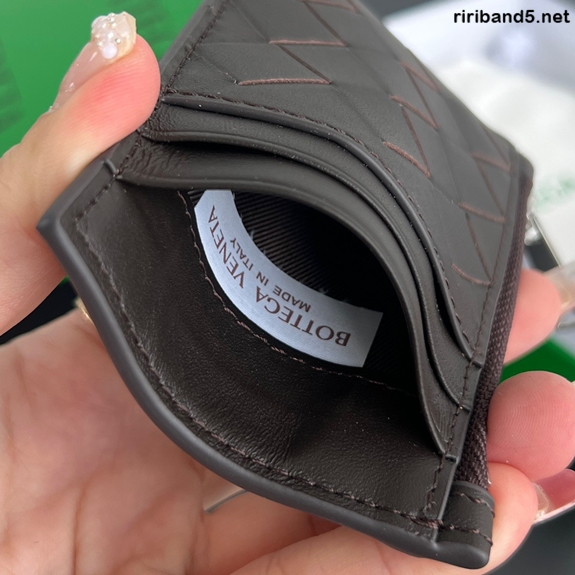 ririband5.net
BOTTEGA VENETA
MADE IN ITALY